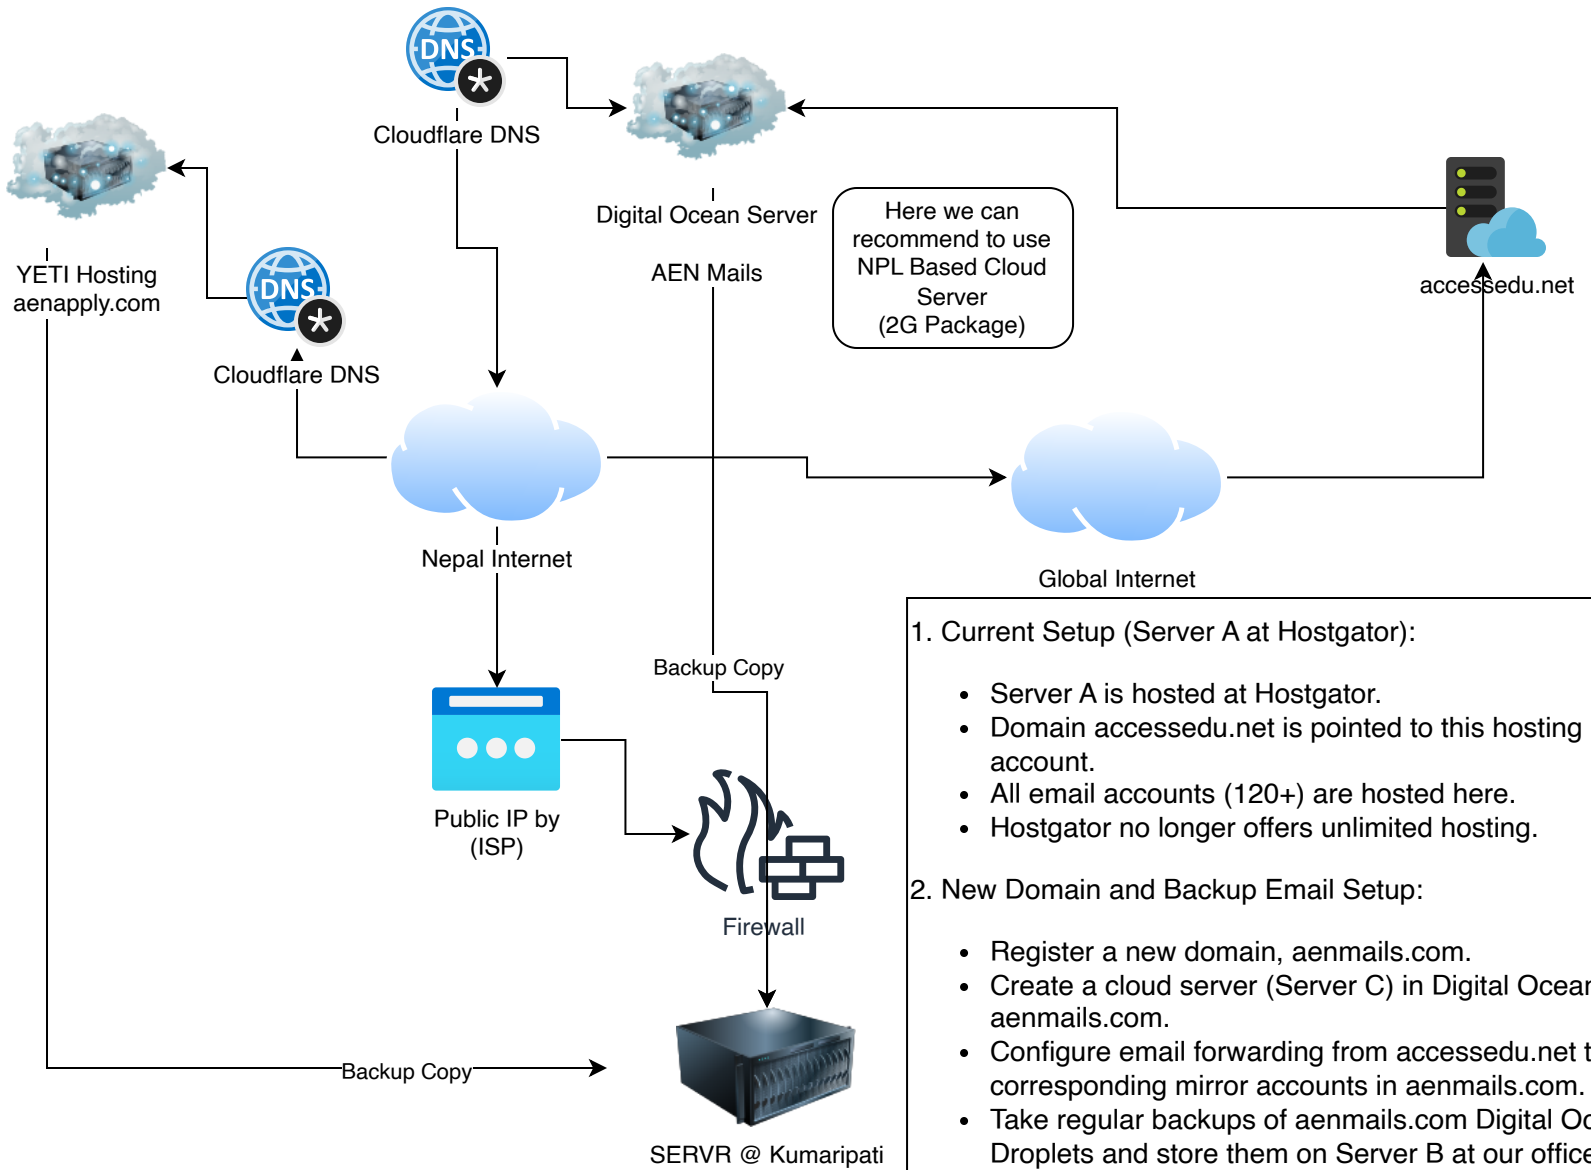 DNS
Cloudflare DNS
Digital Ocean Server
AEN Mails
Here we can
recommend to use
NPL Based Cloud
Server
(2G Package)
accessedu.net
YETI Hosting
aenapply.com
DNS
Cloudflare DNS
Nepal Internet
Global Internet
Backup Copy
Public IP by
(ISP)
Firewall
Backup Copy
SERVR @ Kumaripati
1. Current Setup (Server A at Hostgator):
• Server A is hosted at Hostgator.
• Domain accessedu.net is pointed to this hosting
account.
• All email accounts (120+) are hosted here.
• Hostgator no longer offers unlimited hosting.
2. New Domain and Backup Email Setup:
• Register a new domain, aenmails.com.
• Create a cloud server (Server C) in Digital Ocean
aenmails.com.
• Configure email forwarding from accessedu.net
corresponding mirror accounts in aenmails.com.
• Take regular backups of aenmails.com Digital
Droplets and store them on Server B at our office